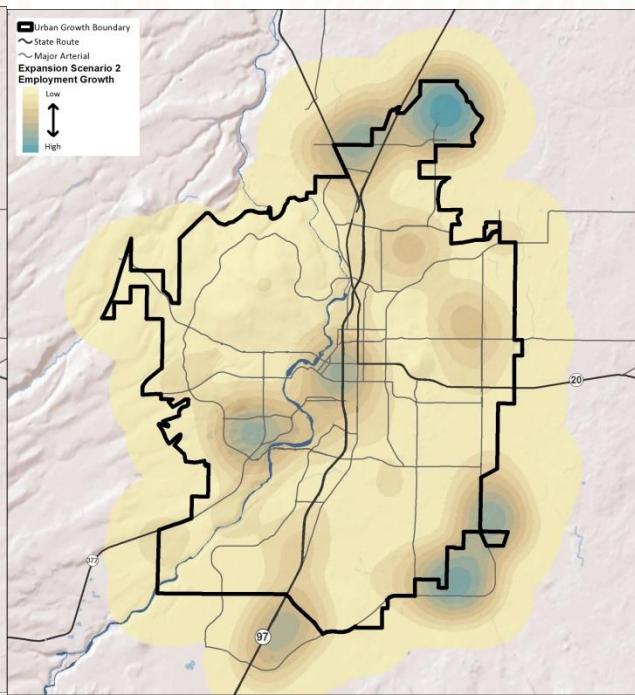 Urban Growth Boundary
State Route
Major Arterial
Expansion Scenario 2
Employment Growth
Low
High
20
372
97